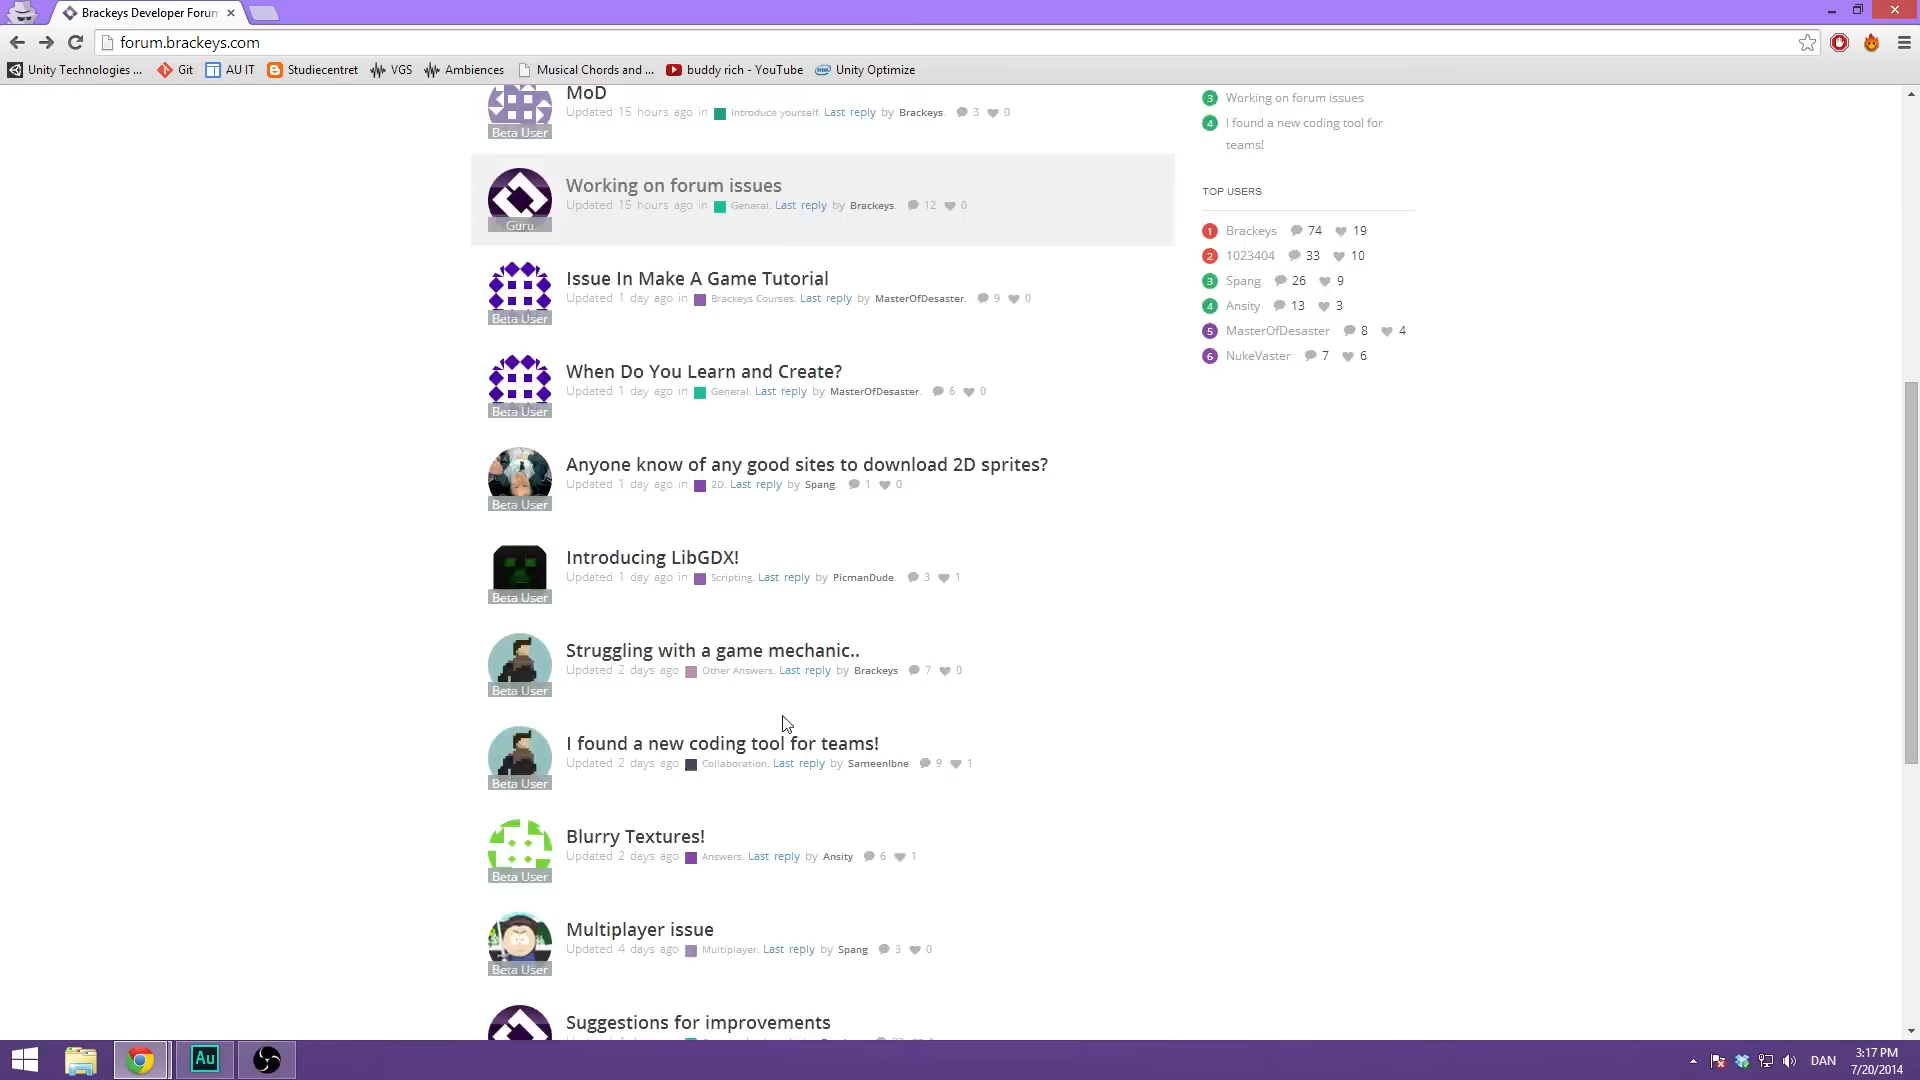 Brackeys Developer Forum
forum.brackeys.com
Unity Technologies ... Git AU IT Studiecentret VGS Ambiences Musical Chords and ... buddy rich - YouTube Unity Optimize
MoD
Updated 15 hours ago in Introduce yourself. Last reply by Brackeys. 3 0
Beta User
Working on forum issues
Updated 15 hours ago in General. Last reply by Brackeys. 12 0
Guru
Issue In Make A Game Tutorial
Updated 1 day ago in Brackeys Courses. Last reply by MasterOfDesaster. 9 0
Beta User
When Do You Learn and Create?
Updated 1 day ago in General. Last reply by MasterOfDesaster. 6 0
Beta User
Anyone know of any good sites to download 2D sprites?
Updated 1 day ago in 2D. Last reply by Spang. 1 0
Beta User
Introducing LibGDX!
Updated 1 day ago in Scripting. Last reply by PicmanDude. 3 1
Beta User
Struggling with a game mechanic..
Updated 2 days ago Other Answers. Last reply by Brackeys 7 0
Beta User
I found a new coding tool for teams!
Updated 2 days ago Collaboration. Last reply by SameenIbne 9 1
Beta User
Blurry Textures!
Updated 2 days ago Answers. Last reply by Ansity 6 1
Beta User
Multiplayer issue
Updated 4 days ago Multiplayer. Last reply by Spang 3 0
Beta User
Suggestions for improvements
3 Working on forum issues
4 I found a new coding tool for
teams!
TOP USERS
1 Brackeys 74 19
2 1023404 33 10
3 Spang 26 9
4 Ansity 13 3
5 MasterOfDesaster 8 4
6 NukeVaster 7 6
Au
DAN
3:17 PM
7/20/2014